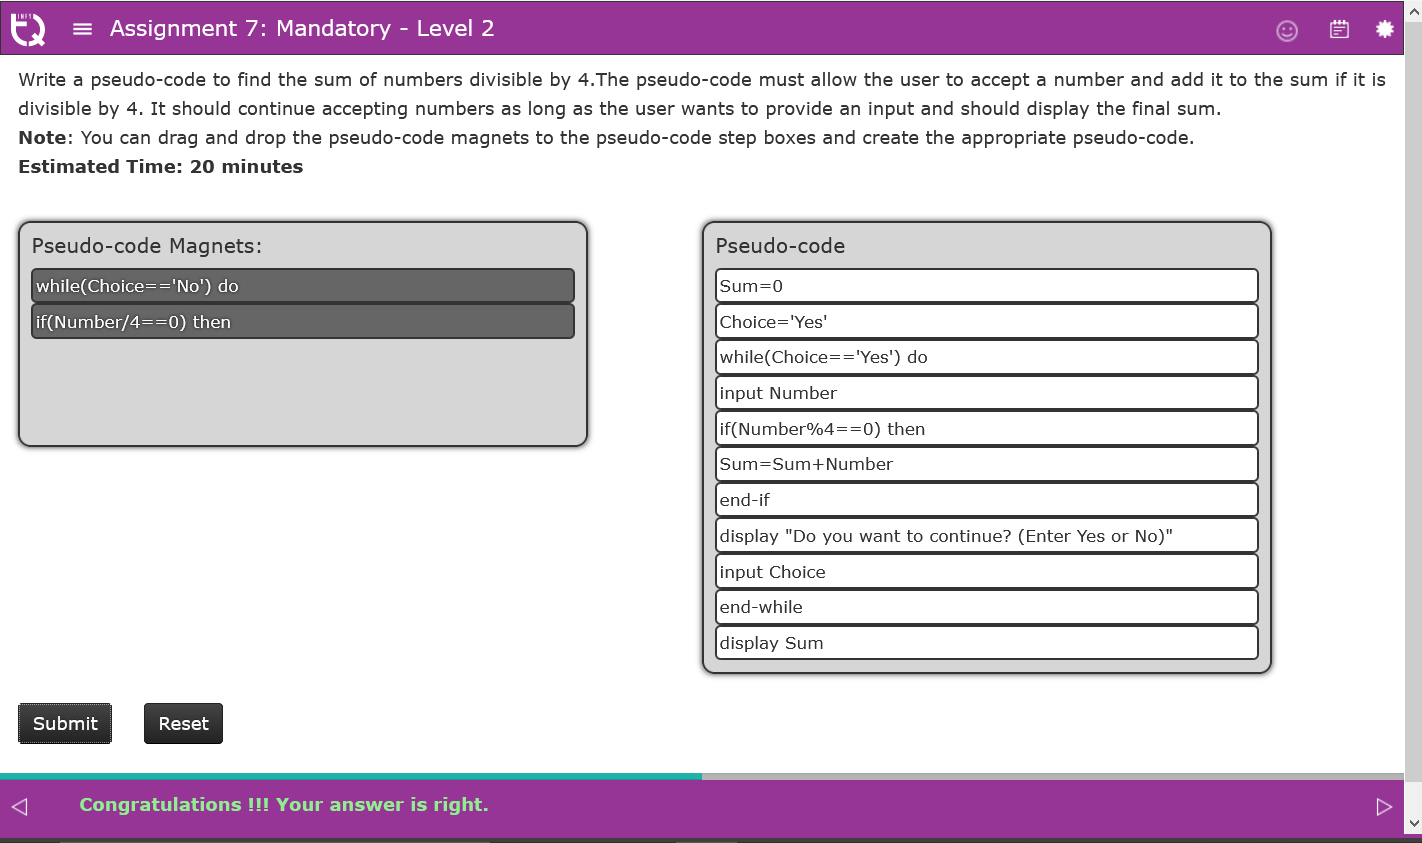 INFY
TQ
Assignment 7: Mandatory - Level 2
Write a pseudo-code to find the sum of numbers divisible by 4.The pseudo-code must allow the user to accept a number and add it to the sum if it is
divisible by 4. It should continue accepting numbers as long as the user wants to provide an input and should display the final sum.
Note: You can drag and drop the pseudo-code magnets to the pseudo-code step boxes and create the appropriate pseudo-code.
Estimated Time: 20 minutes
Pseudo-code Magnets:
while(Choice=='No') do
if(Number/4==0) then
Pseudo-code
Sum=0
Choice='Yes'
while(Choice=='Yes') do
input Number
if(Number%4==0) then
Sum=Sum+Number
end-if
display "Do you want to continue? (Enter Yes or No)"
input Choice
end-while
display Sum
Submit
Reset
Congratulations !!! Your answer is right.